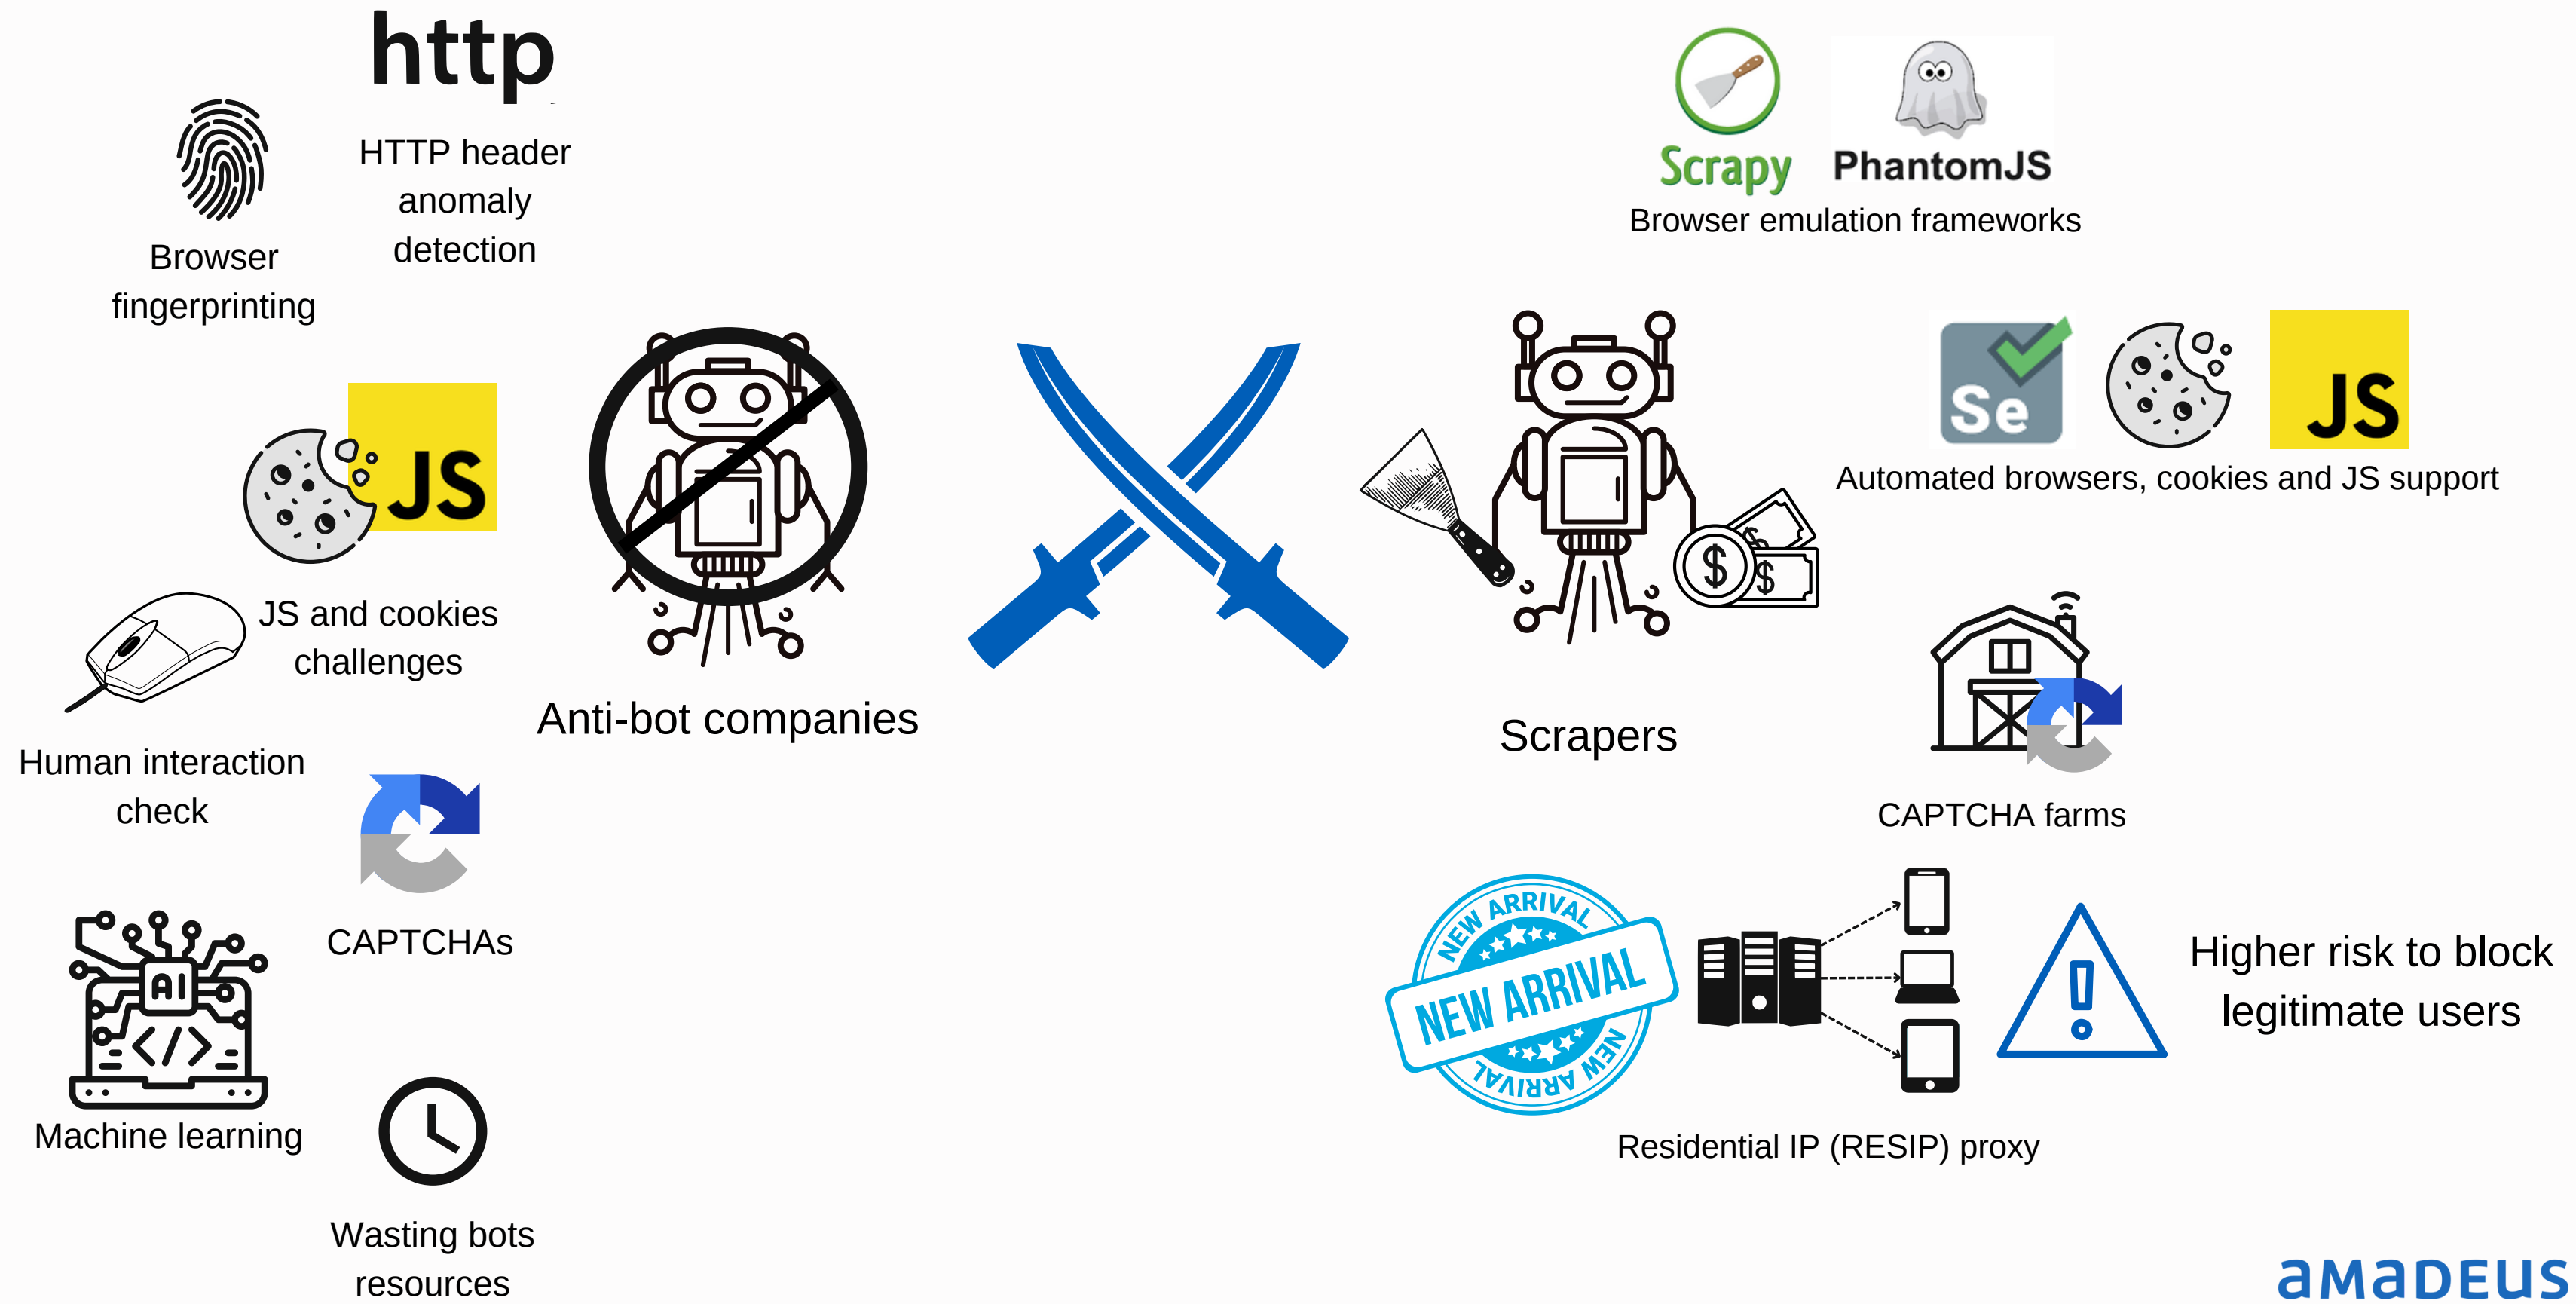 http
HTTP header
anomaly
detection
Browser
fingerprinting
JS
JS and cookies
challenges
Human interaction
check
CAPTCHAs
AI
</>
Machine learning
Wasting bots
resources
Anti-bot companies
Scrapy
PhantomJS
Browser emulation frameworks
Se
JS
Automated browsers, cookies and JS support
$
$
$
Scrapers
CAPTCHA farms
NEW ARRIVAL
NEW ARRIVAL
NEW ARRIVAL
!
Higher risk to block
legitimate users
Residential IP (RESIP) proxy
aMaDEUS